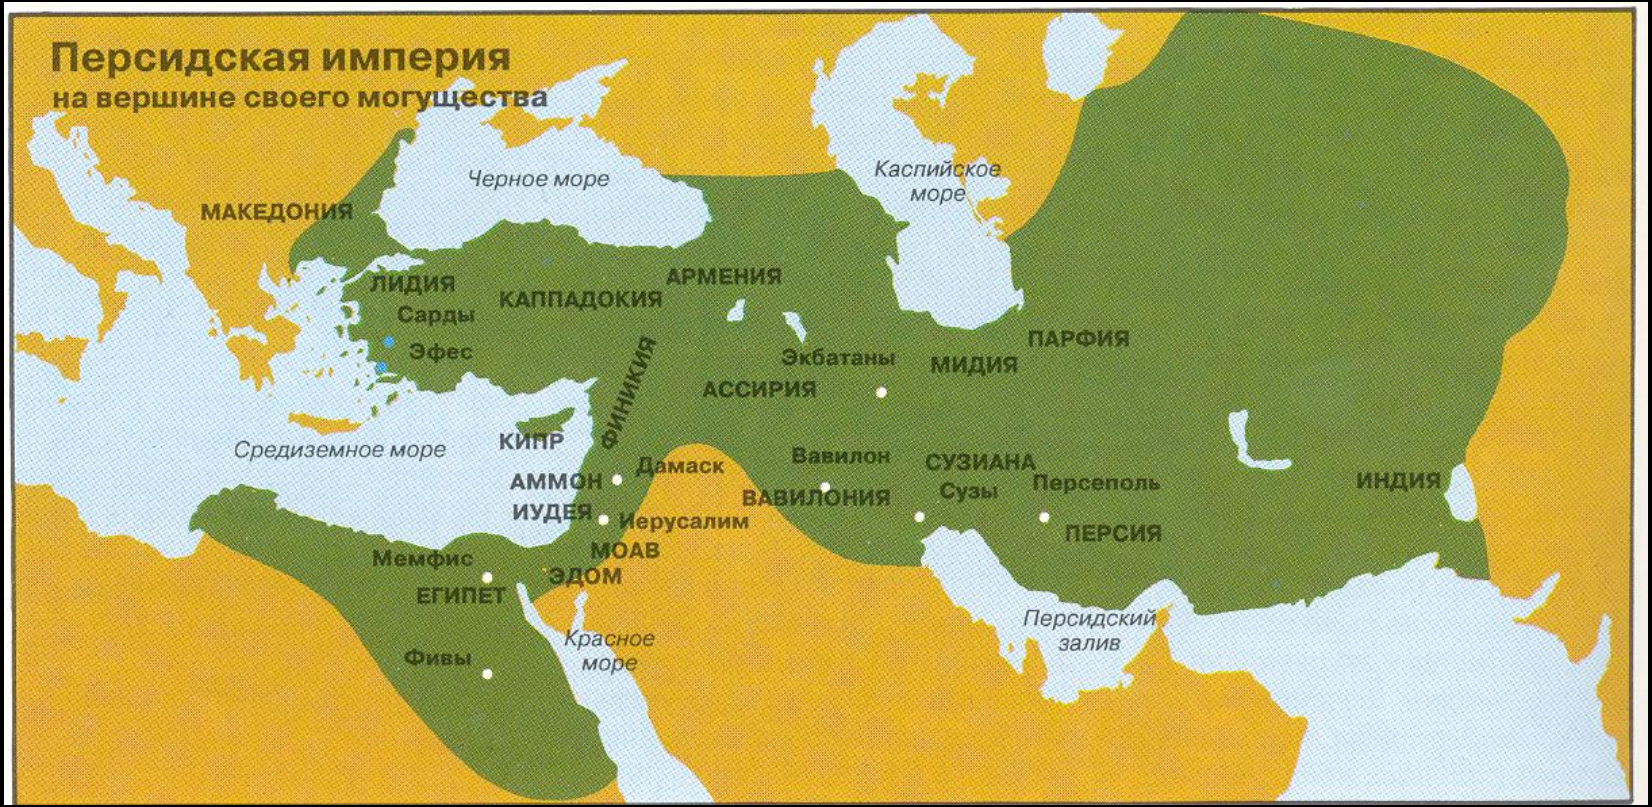 Персидская империя
на вершине своего могущества
Черное море
Каспийское
море
МАКЕДОНИЯ
ЛИДИЯ
АРМЕНИЯ
КАППАДОКИЯ
Сарды
Эфес
ПАРФИЯ
Экбатаны
МИДИЯ
АССИРИЯ
ФИНИКИЯ
Средиземное море
КИПР
Дамаск
Вавилон
СУЗИАНА
АММОН
Сузы
Персеполь
ИНДИЯ
ВАВИЛОНИЯ
ИУДЕЯ
Иерусалим
ПЕРСИЯ
МОАВ
Мемфис
ЭДОМ
ЕГИПЕТ
Персидский
залив
Красное
море
Фивы